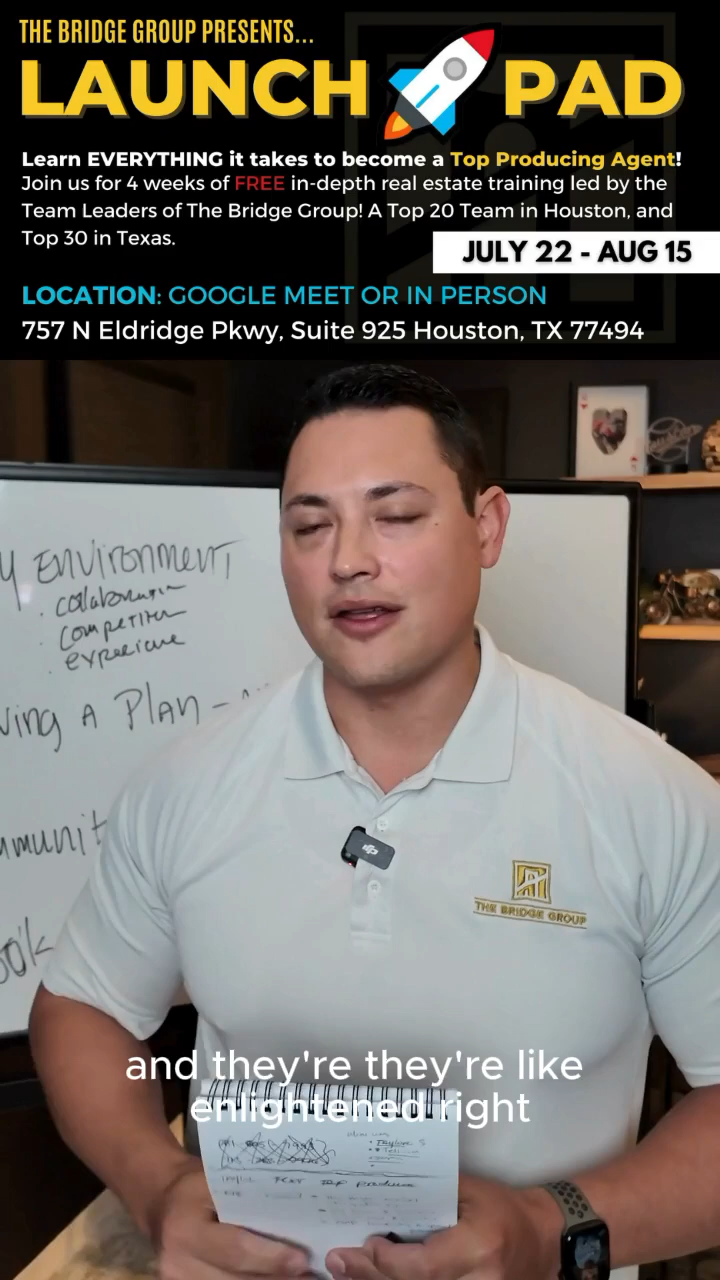 THE BRIDGE GROUP PRESENTS...
LAUNCH PAD
Learn EVERYTHING it takes to become a Top Producing Agent!
Join us for 4 weeks of FREE in-depth real estate training led by the
Team Leaders of The Bridge Group! A Top 20 Team in Houston, and
Top 30 in Texas.
JULY 22 - AUG 15
LOCATION: GOOGLE MEET OR IN PERSON
757 N Eldridge Pkwy, Suite 925 Houston, TX 77494
ENVIRONMENT
. collaboration
. competition
. experience
A Plan -
dji
THE BRIDGE GROUP
and they're they're like
enlightened right